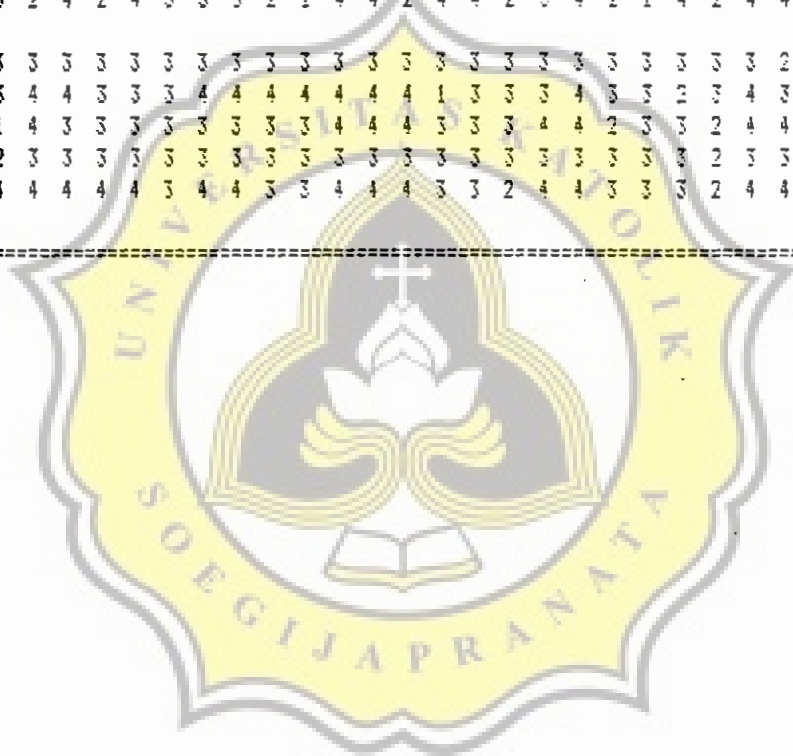 3 3 3 3 3 3 3 3 3 3 3 3 3 3 3 3 3 3 3 3 3 3 2
4 4 3 3 3 4 4 4 4 4 4 4 1 3 3 3 4 3 3 2 3 4 3
4 3 3 3 3 3 3 3 3 4 4 4 3 3 3 4 4 2 3 3 2 4 4
3 3 3 3 3 3 3 3 3 3 3 3 3 3 3 3 3 3 3 3 2 3 3
4 4 4 4 3 4 4 3 3 4 4 4 3 3 2 4 4 3 3 3 2 4 4
UNIVERSITAS KATOLIK
SOEGIJAPRANATA